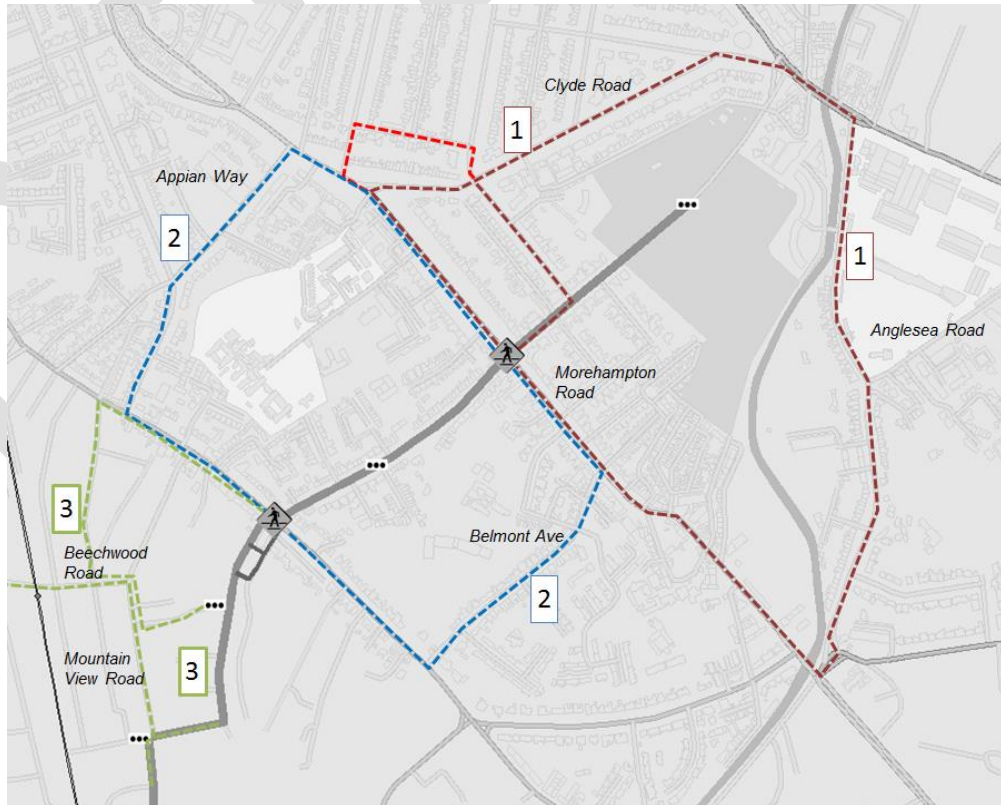 Clyde Road
1
Appian Way
2
1
Anglesea Road
Morehampton
Road
3
Belmont Ave
Beechwood
Road
2
Mountain
View Road
3